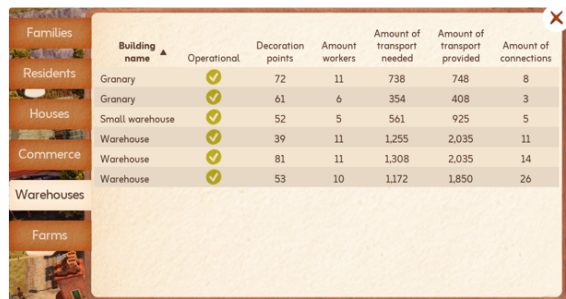 Families
Residents
Houses
Commerce
Warehouses
Farms
Building name ▲ Operational Decoration points Amount workers Amount of transport needed Amount of transport provided Amount of connections
Granary 72 11 738 748 8
Granary 61 6 354 408 3
Small warehouse 52 5 561 925 5
Warehouse 39 11 1,255 2,035 11
Warehouse 81 11 1,308 2,035 14
Warehouse 53 10 1,172 1,850 26